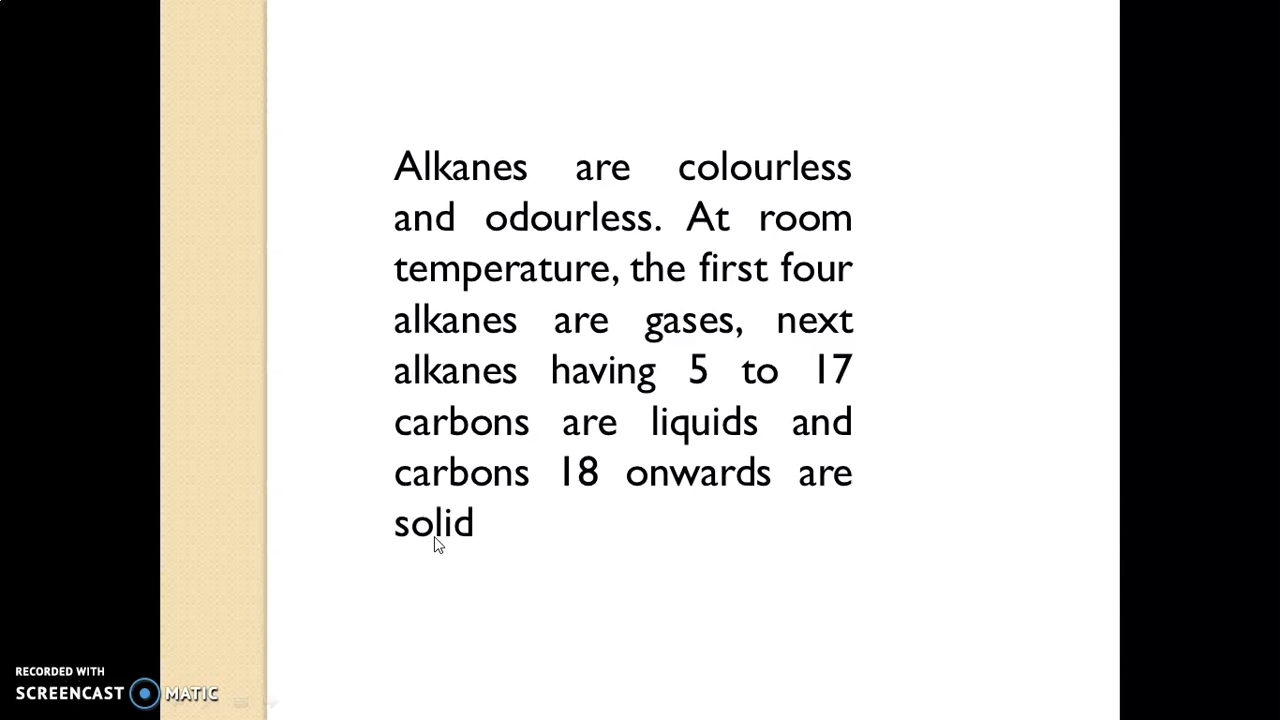 Alkanes are colourless
and odourless. At room
temperature, the first four
alkanes are gases, next
alkanes having 5 to 17
carbons are liquids and
carbons 18 onwards are
solid
RECORDED WITH
SCREENCAST MATIC